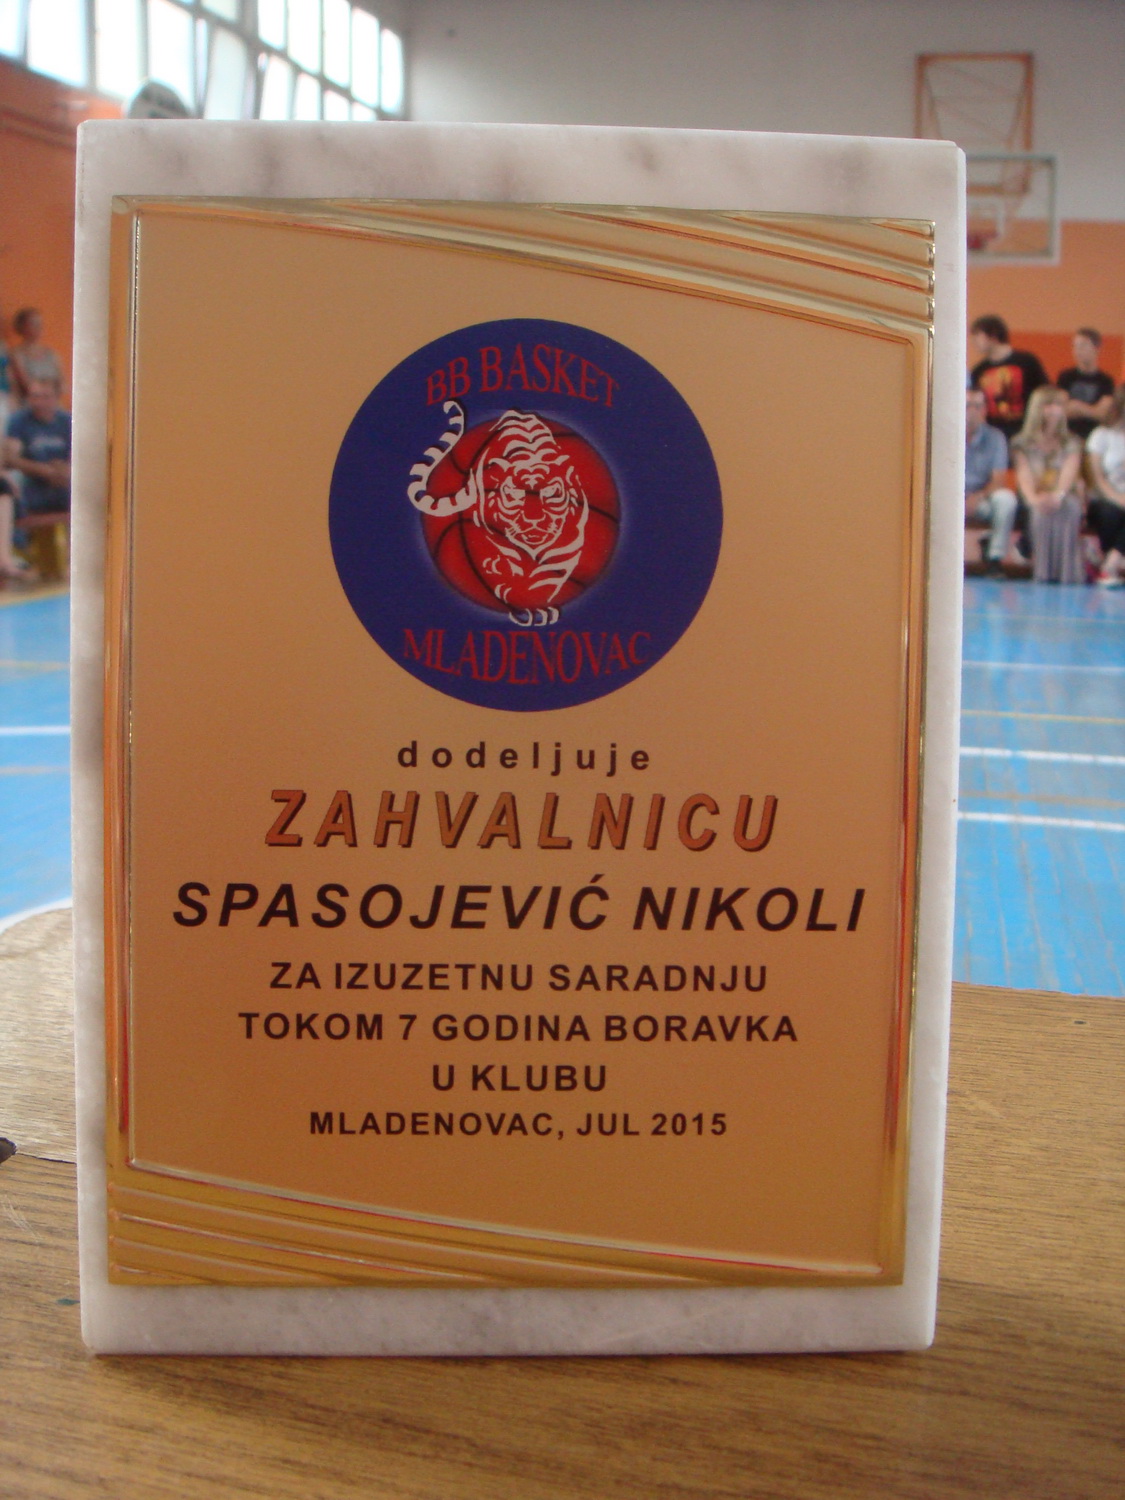 BB BASKET
MLADENOVAC
dodeljuje
ZAHVALNICU
SPASOJEVIĆ NIKOLI
ZA IZUZETNU SARADNJU
TOKOM 7 GODINA BORAVKA
U KLUBU
MLADENOVAC, JUL 2015